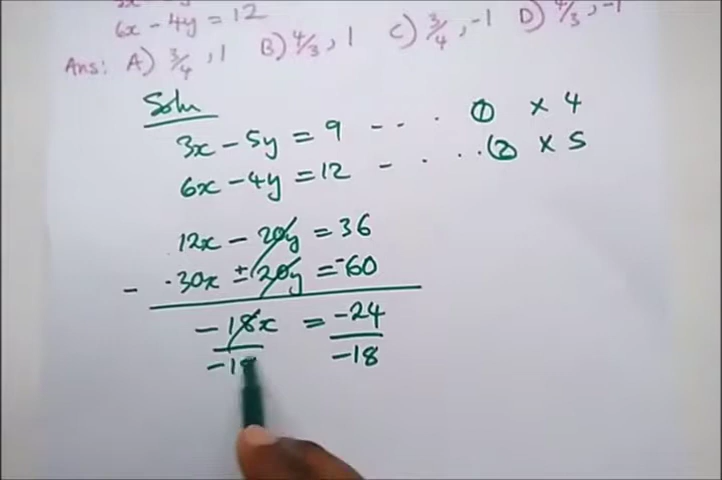 6x - 4y = 12
Ans: A) 3/4, 1 B) 4/3, 1 C) 3/4, -1 D) 4/3, -1
Soln
3x - 5y = 9 - - · ① × 4
6x - 4y = 12 - · · · ② × 5
12x - 20y = 36
- -30x ± 20y = -60
-18x = -24
-18 -18